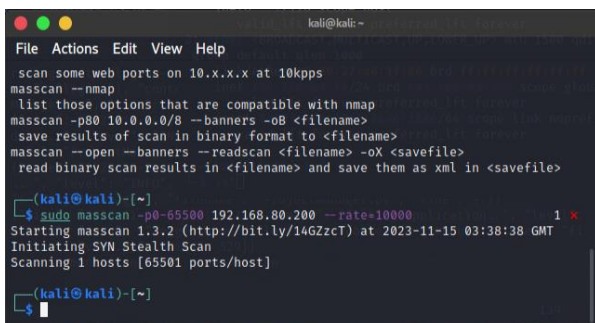 kali@kali: ~
File Actions Edit View Help
scan some web ports on 10.x.x.x at 10kpps
masscan --nmap
list those options that are compatible with nmap
masscan -p80 10.0.0.0/8 --banners -oB <filename>
save results of scan in binary format to <filename>
masscan --open --banners --readscan <filename> -oX <savefile>
read binary scan results in <filename> and save them as xml in <savefile>
┌──(kali㉿kali)-[~]
└─$ sudo masscan -p0-65500 192.168.80.200 --rate=10000 1 ⨯
Starting masscan 1.3.2 (http://bit.ly/14GZzcT) at 2023-11-15 03:38:38 GMT
Initiating SYN Stealth Scan
Scanning 1 hosts [65501 ports/host]
┌──(kali㉿kali)-[~]
└─$